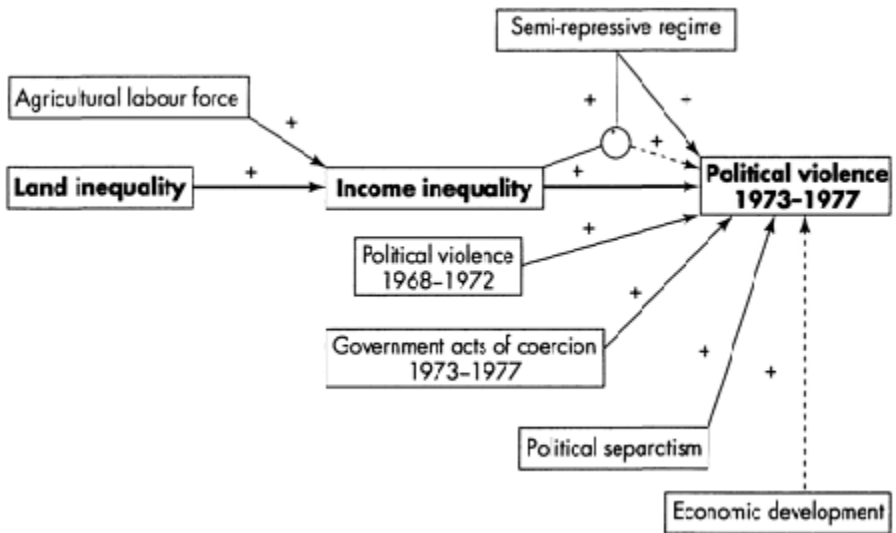 Semi-repressive regime
Agricultural labour force
+
+
+
+
+
Land inequality
Income inequality
+
Political violence
1973–1977
+
Political violence
1968–1972
+
Government acts of coercion
1973–1977
+
+
Political separctism
Economic development